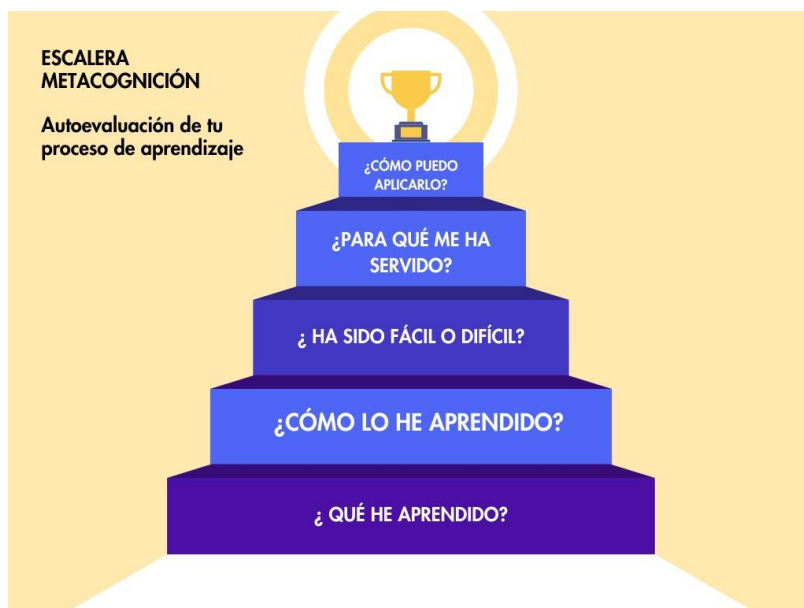 ESCALERA
METACOGNICIÓN
Autoevaluación de tu
proceso de aprendizaje
¿CÓMO PUEDO
APLICARLO?
¿PARA QUÉ ME HA
SERVIDO?
¿ HA SIDO FÁCIL O DIFÍCIL?
¿CÓMO LO HE APRENDIDO?
¿ QUÉ HE APRENDIDO?